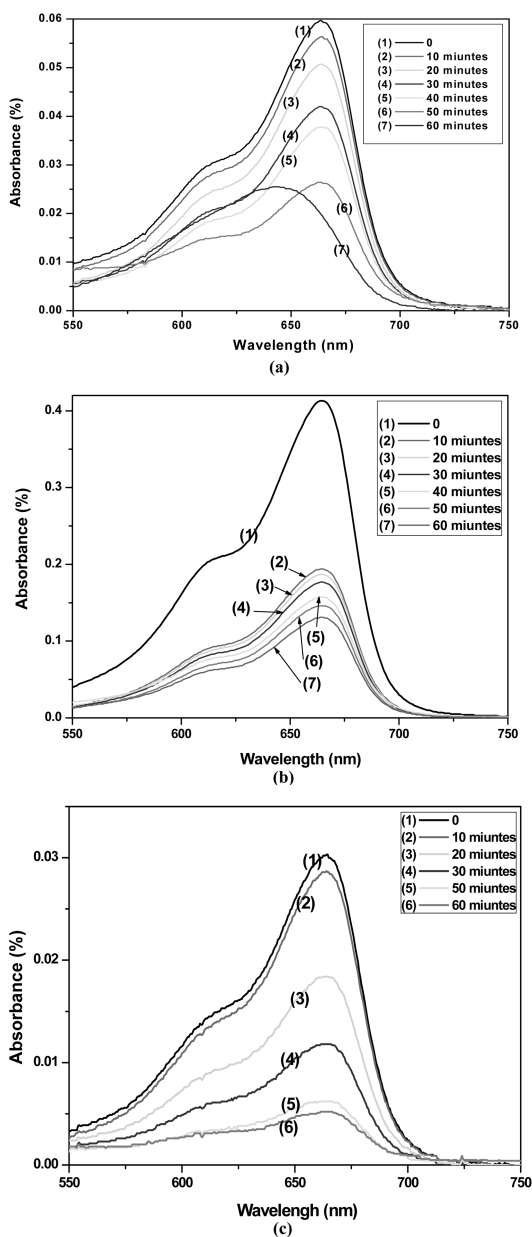 0.06
0.05
0.04
0.03
0.02
0.01
0.00
Absorbance (%)
550
600
650
700
750
Wavelength (nm)
(1)
(2)
(3)
(4)
(5)
(6)
(7)
(1) 0
(2) 10 miuntes
(3) 20 minutes
(4) 30 minutes
(5) 40 minutes
(6) 50 minutes
(7) 60 minutes
(a)
0.4
0.3
0.2
0.1
0.0
Absorbance (%)
550
600
650
700
750
Wavelength (nm)
(1)
(2)
(3)
(4)
(5)
(6)
(7)
(1) 0
(2) 10 miuntes
(3) 20 miuntes
(4) 30 miuntes
(5) 40 miuntes
(6) 50 miuntes
(7) 60 miuntes
(b)
0.03
0.02
0.01
0.00
Absorbance (%)
550
600
650
700
750
Wavelengh (nm)
(1)
(2)
(3)
(4)
(5)
(6)
(1) 0
(2) 10 miuntes
(3) 20 miuntes
(4) 30 miuntes
(5) 50 miuntes
(6) 60 miuntes
(c)